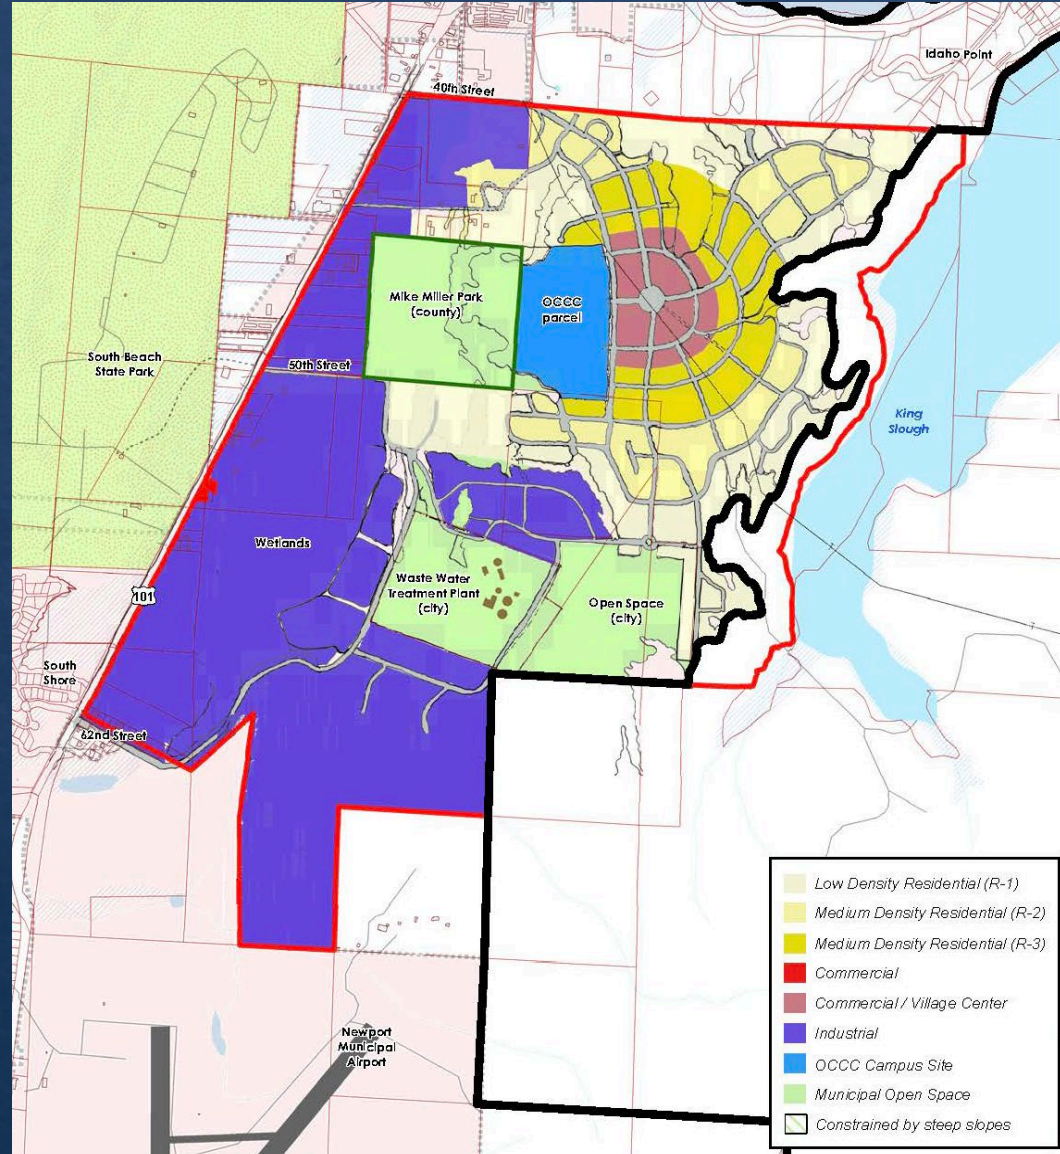 Idaho Point
40th Street
Mike Miller Park
(county)
OCCC
parcel
South Beach
State Park
50th Street
King
Slough
Wetlands
Waste Water
Treatment Plant
(city)
Open Space
(city)
101
South
Shore
62nd Street
Newport
Municipal
Airport
Low Density Residential (R-1)
Medium Density Residential (R-2)
Medium Density Residential (R-3)
Commercial
Commercial / Village Center
Industrial
OCCC Campus Site
Municipal Open Space
Constrained by steep slopes